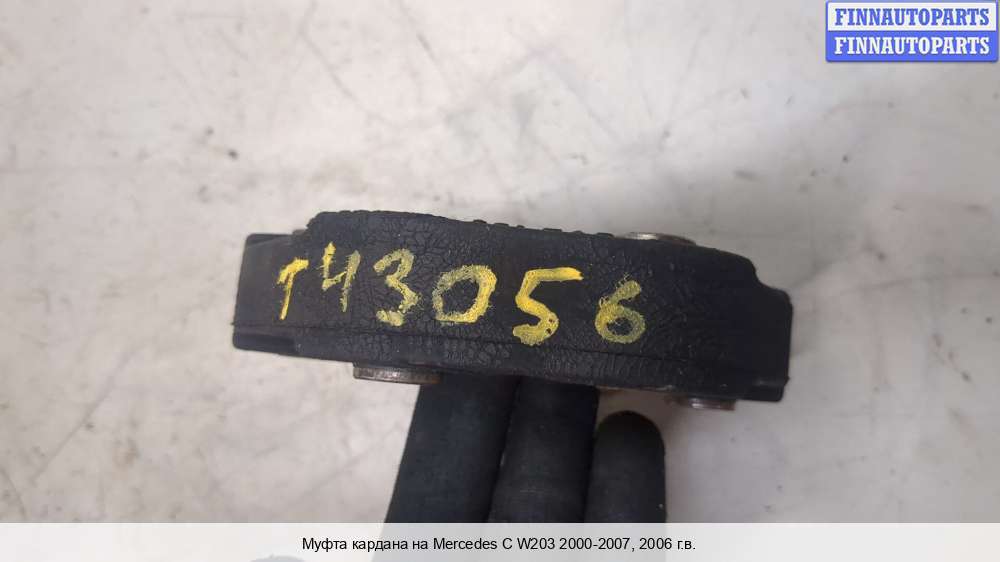 FINNAUTOPARTS
FINNAUTOPARTS
143056
Муфта кардана на Mercedes C W203 2000-2007, 2006 г.в.